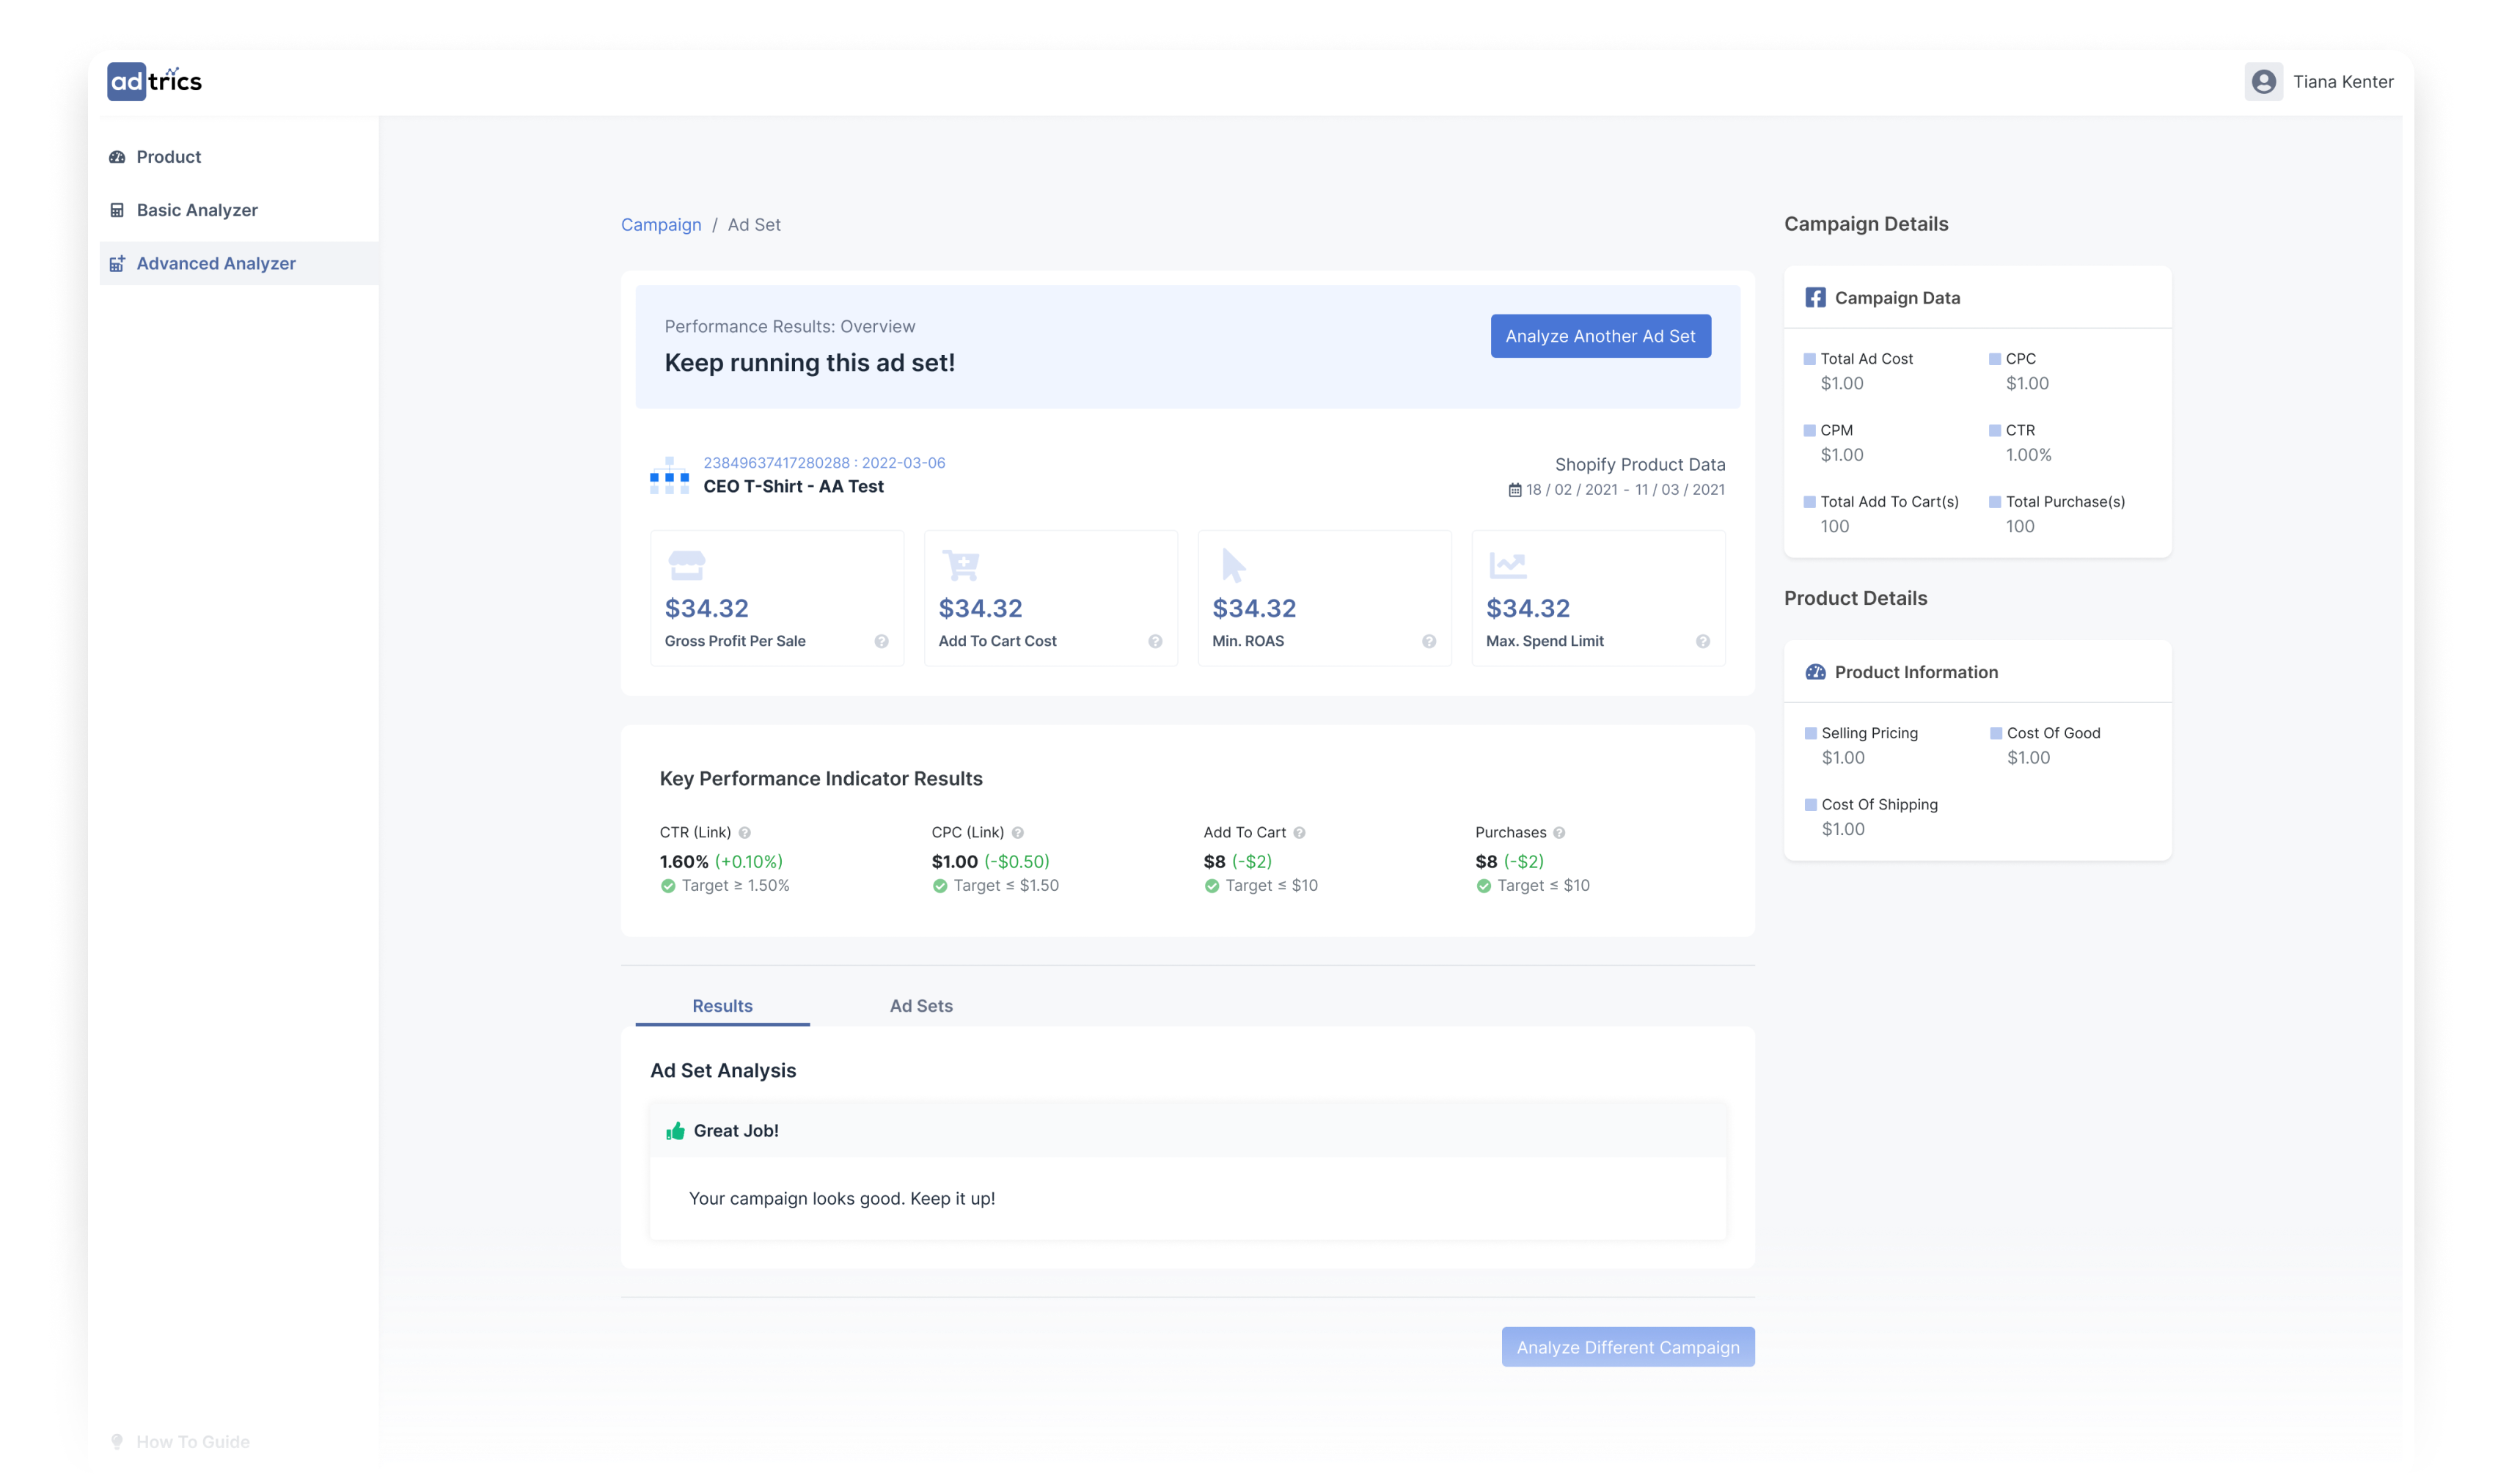 adtrics
Tiana Kenter
Product
Basic Analyzer
Advanced Analyzer
Campaign / Ad Set
Performance Results: Overview
Keep running this ad set!
Analyze Another Ad Set
23849637417280288 : 2022-03-06
CEO T-Shirt - AA Test
Shopify Product Data
18 / 02 / 2021 - 11 / 03 / 2021
$34.32
Gross Profit Per Sale
$34.32
Add To Cart Cost
$34.32
Min. ROAS
$34.32
Max. Spend Limit
Key Performance Indicator Results
CTR (Link)
1.60% (+0.10%)
Target ≥ 1.50%
CPC (Link)
$1.00 (-$0.50)
Target ≤ $1.50
Add To Cart
$8 (-$2)
Target ≤ $10
Purchases
$8 (-$2)
Target ≤ $10
Results
Ad Sets
Ad Set Analysis
Great Job!
Your campaign looks good. Keep it up!
Analyze Different Campaign
Campaign Details
Campaign Data
Total Ad Cost
$1.00
CPC
$1.00
CPM
$1.00
CTR
1.00%
Total Add To Cart(s)
100
Total Purchase(s)
100
Product Details
Product Information
Selling Pricing
$1.00
Cost Of Good
$1.00
Cost Of Shipping
$1.00
How To Guide